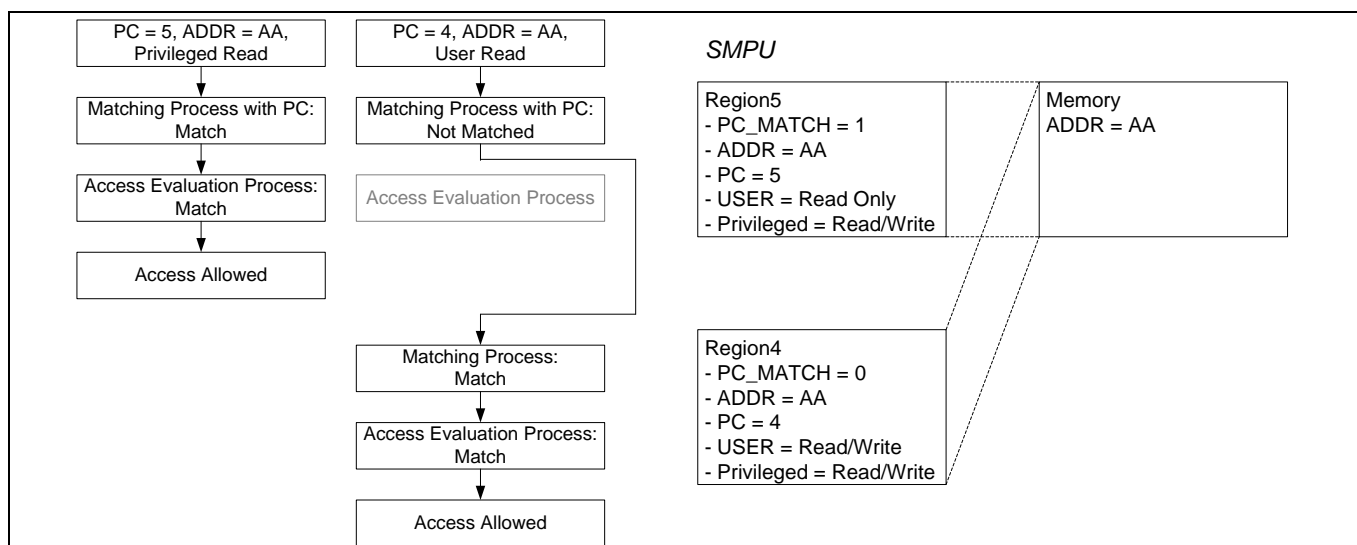 PC = 5, ADDR = AA,
Privileged Read
Matching Process with PC:
Match
Access Evaluation Process:
Match
Access Allowed
PC = 4, ADDR = AA,
User Read
Matching Process with PC:
Not Matched
Access Evaluation Process
Matching Process:
Match
Access Evaluation Process:
Match
Access Allowed
SMPU
Region5
- PC_MATCH = 1
- ADDR = AA
- PC = 5
- USER = Read Only
- Privileged = Read/Write
Memory
ADDR = AA
Region4
- PC_MATCH = 0
- ADDR = AA
- PC = 4
- USER = Read/Write
- Privileged = Read/Write